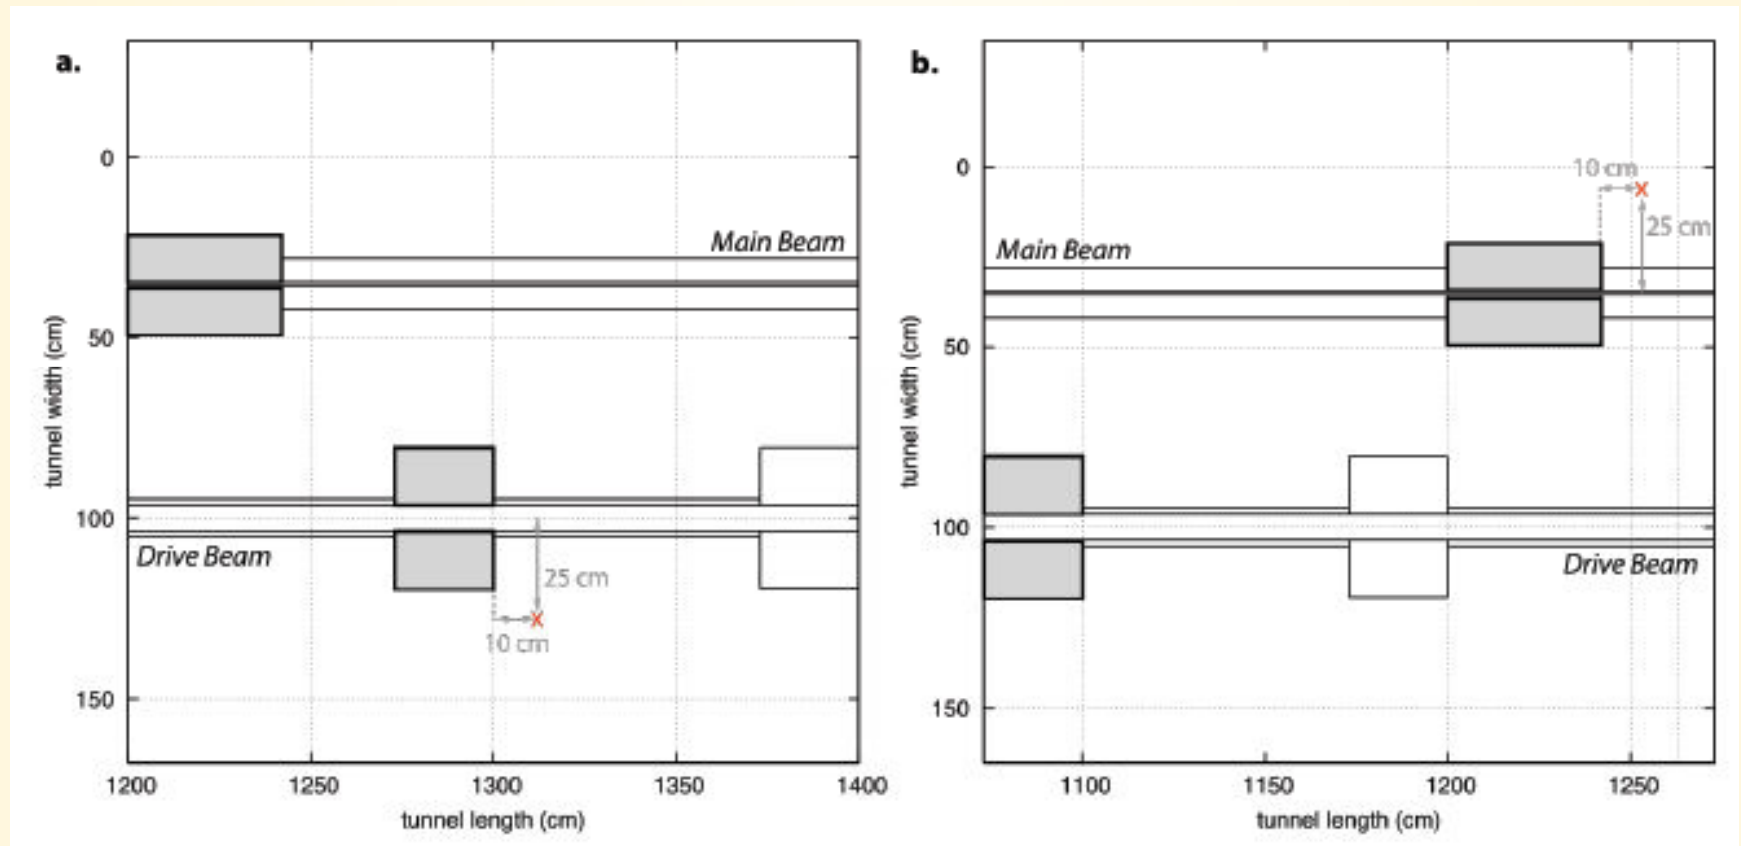 a.
0
50
100
150
tunnel width (cm)
Main Beam
Drive Beam
25 cm
10 cm
1200 1250 1300 1350 1400
tunnel length (cm)
b.
0
50
100
150
tunnel width (cm)
10 cm
x
25 cm
Main Beam
Drive Beam
1100 1150 1200 1250
tunnel length (cm)